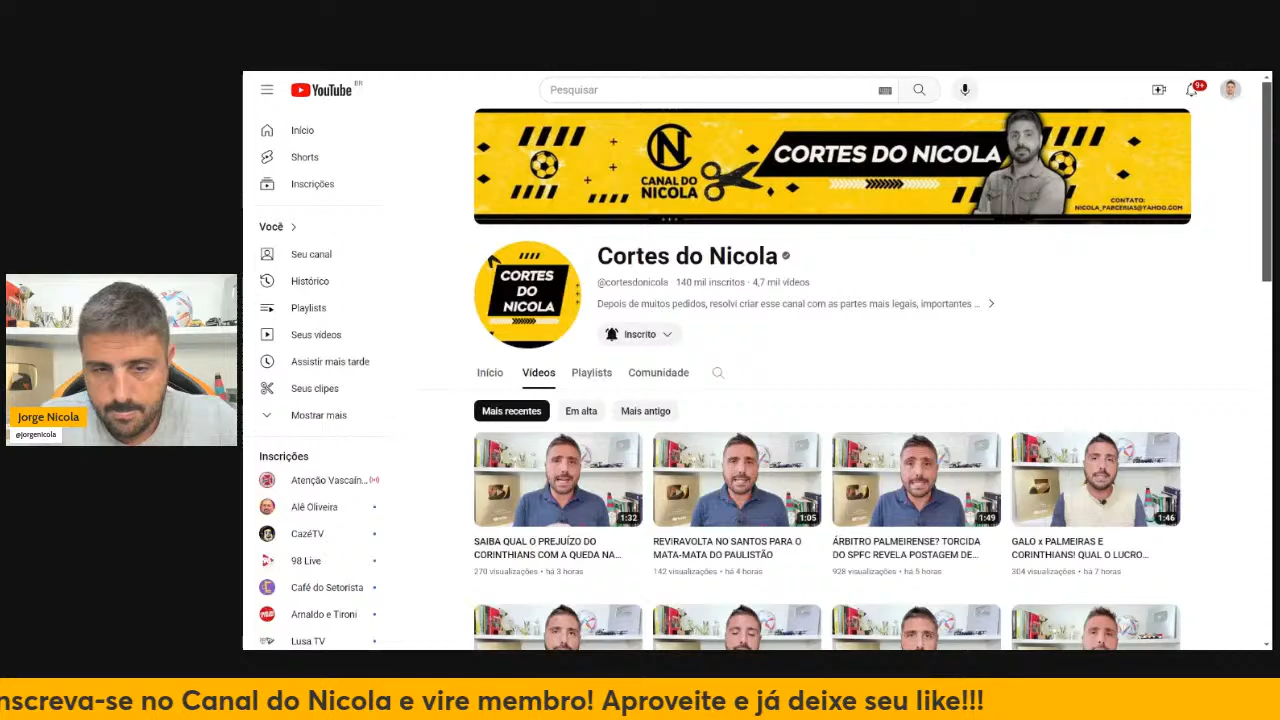 YouTube BR
Pesquisar
9+
Início
Shorts
Inscrições
Você
Seu canal
Histórico
Playlists
Seus vídeos
Assistir mais tarde
Seus clipes
Mostrar mais
Inscrições
Atenção Vascaín...
Alê Oliveira
CazéTV
98 Live
Café do Setorista
Arnaldo e Tironi
Lusa TV
CANAL DO
NICOLA
CORTES DO NICOLA
CONTATO:
NICOLA_PARCERIAS@YAHOO.COM
CORTES
DO
NICOLA
Cortes do Nicola
@cortesdonicola 140 mil inscritos · 4,7 mil vídeos
Depois de muitos pedidos, resolvi criar esse canal com as partes mais legais, importantes ...
Inscrito
Início Vídeos Playlists Comunidade
Mais recentes Em alta Mais antigo
1:32 1:05 1:49 1:46
SAIBA QUAL O PREJUÍZO DO
CORINTHIANS COM A QUEDA NA...
270 visualizações • há 3 horas
REVIRAVOLTA NO SANTOS PARA O
MATA-MATA DO PAULISTÃO
142 visualizações • há 4 horas
ÁRBITRO PALMEIRENSE? TORCIDA
DO SPFC REVELA POSTAGEM DE...
928 visualizações • há 5 horas
GALO x PALMEIRAS E
CORINTHIANS! QUAL O LUCRO...
304 visualizações • há 7 horas
Jorge Nicola
@jorgenicola
nscreva-se no Canal do Nicola e vire membro! Aproveite e já deixe seu like!!!